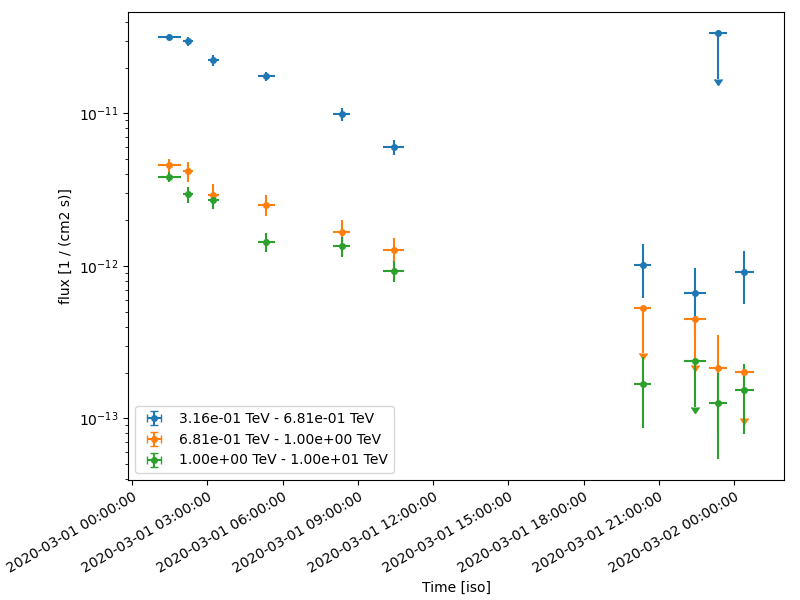 flux [1 / (cm2 s)]
10⁻¹¹
10⁻¹²
10⁻¹³
3.16e-01 TeV - 6.81e-01 TeV
6.81e-01 TeV - 1.00e+00 TeV
1.00e+00 TeV - 1.00e+01 TeV
2020-03-01 00:00:00
2020-03-01 03:00:00
2020-03-01 06:00:00
2020-03-01 09:00:00
2020-03-01 12:00:00
2020-03-01 15:00:00
2020-03-01 18:00:00
2020-03-01 21:00:00
2020-03-02 00:00:00
Time [iso]